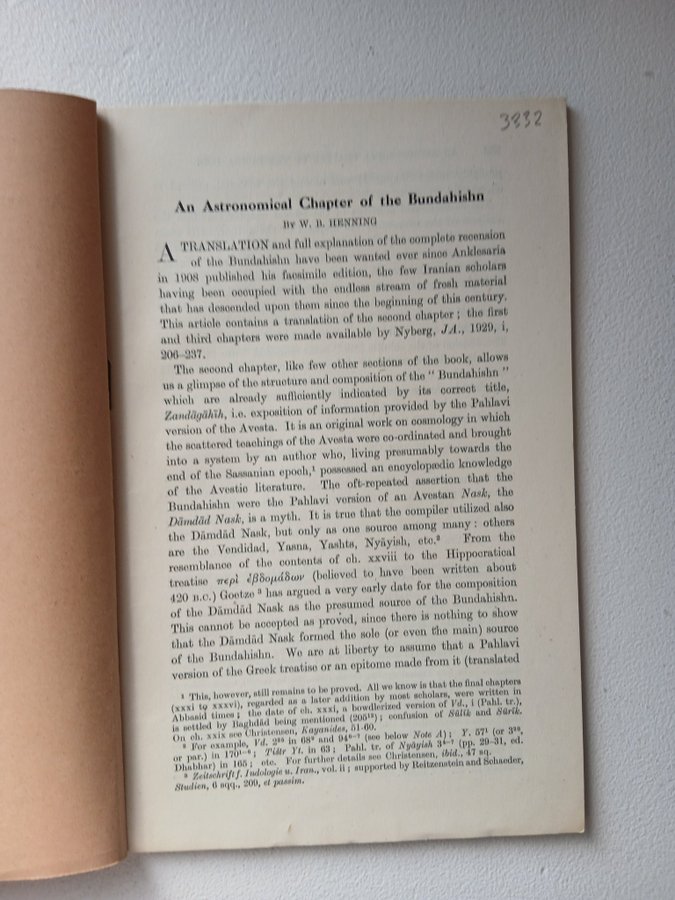 3332
An Astronomical Chapter of the Bundahishn
By W. B. HENNING
A TRANSLATION and full explanation of the complete recension
of the Bundahishn have been wanted ever since Anklesaria
in 1908 published his facsimile edition, the few Iranian scholars
having been occupied with the endless stream of fresh material
that has descended upon them since the beginning of this century.
This article contains a translation of the second chapter; the first
and third chapters were made available by Nyberg, JA., 1929, i,
206–237.
The second chapter, like few other sections of the book, allows
us a glimpse of the structure and composition of the “ Bundahishn ”
which are already sufficiently indicated by its correct title,
Zandāgāhīh, i.e. exposition of information provided by the Pahlavi
version of the Avesta. It is an original work on cosmology in which
the scattered teachings of the Avesta were co-ordinated and brought
into a system by an author who, living presumably towards the
end of the Sassanian epoch,¹ possessed an encyclopædic knowledge
of the Avestic literature. The oft-repeated assertion that the
Bundahishn were the Pahlavi version of an Avestan Nask, the
Dāmdād Nask, is a myth. It is true that the compiler utilized also
the Dāmdād Nask, but only as one source among many: others
are the Vendidad, Yasna, Yashts, Nyāyish, etc.² From the
resemblance of the contents of ch. xxviii to the Hippocratical
treatise περὶ ἑβδομάδων (believed to have been written about
420 B.C.) Goetze ³ has argued a very early date for the composition
of the Dāmdād Nask as the presumed source of the Bundahishn.
This cannot be accepted as proved, since there is nothing to show
that the Dāmdād Nask formed the sole (or even the main) source
of the Bundahishn. We are at liberty to assume that a Pahlavi
version of the Greek treatise or an epitome made from it (translated
¹ This, however, still remains to be proved. All we know is that the final chapters
(xxxi to xxxvi), regarded as a later addition by most scholars, were written in
Abbasid times; the date of ch. xxxi, a bowdlerized version of Vd., i (Pahl. tr.),
is settled by Baghdād being mentioned (205¹²); confusion of Sūlik and Sūrik.
On ch. xxix see Christensen, Kayanides, 51-60.
² For example, Vd. 2²⁵ in 68² and 94⁶⁻⁷ (see below Note A); Y. 57¹ (or 3²⁰,
or par.) in 170¹⁻⁶; Tištr Yt. in 63; Pahl. tr. of Nyāyish 3⁴⁻⁷ (pp. 29–31, ed.
Dhabhar) in 165; etc. For further details see Christensen, ibid., 47 sq.
³ Zeitschrift f. Indologie u. Iran., vol. ii; supported by Reitzenstein and Schaeder,
Studien, 6 sqq., 209, et passim.